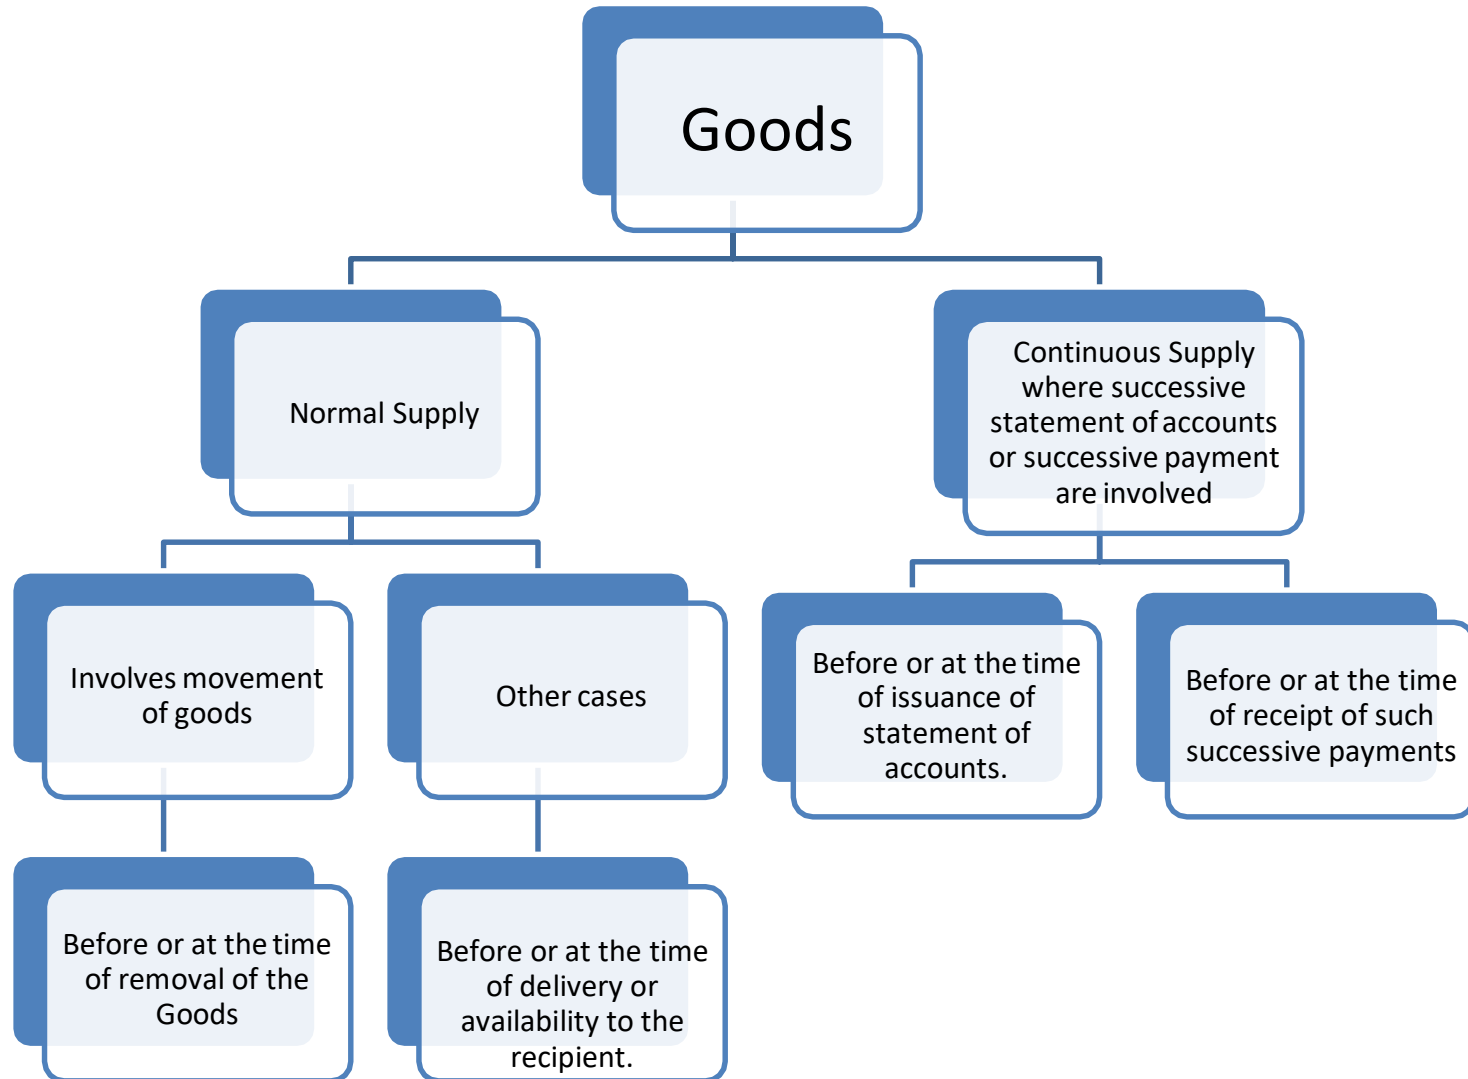 Goods
Normal Supply
Continuous Supply
where successive
statement of accounts
or successive payment
are involved
Involves movement
of goods
Other cases
Before or at the time
of issuance of
statement of
accounts.
Before or at the time
of receipt of such
successive payments
Before or at the time
of removal of the
Goods
Before or at the time
of delivery or
availability to the
recipient.